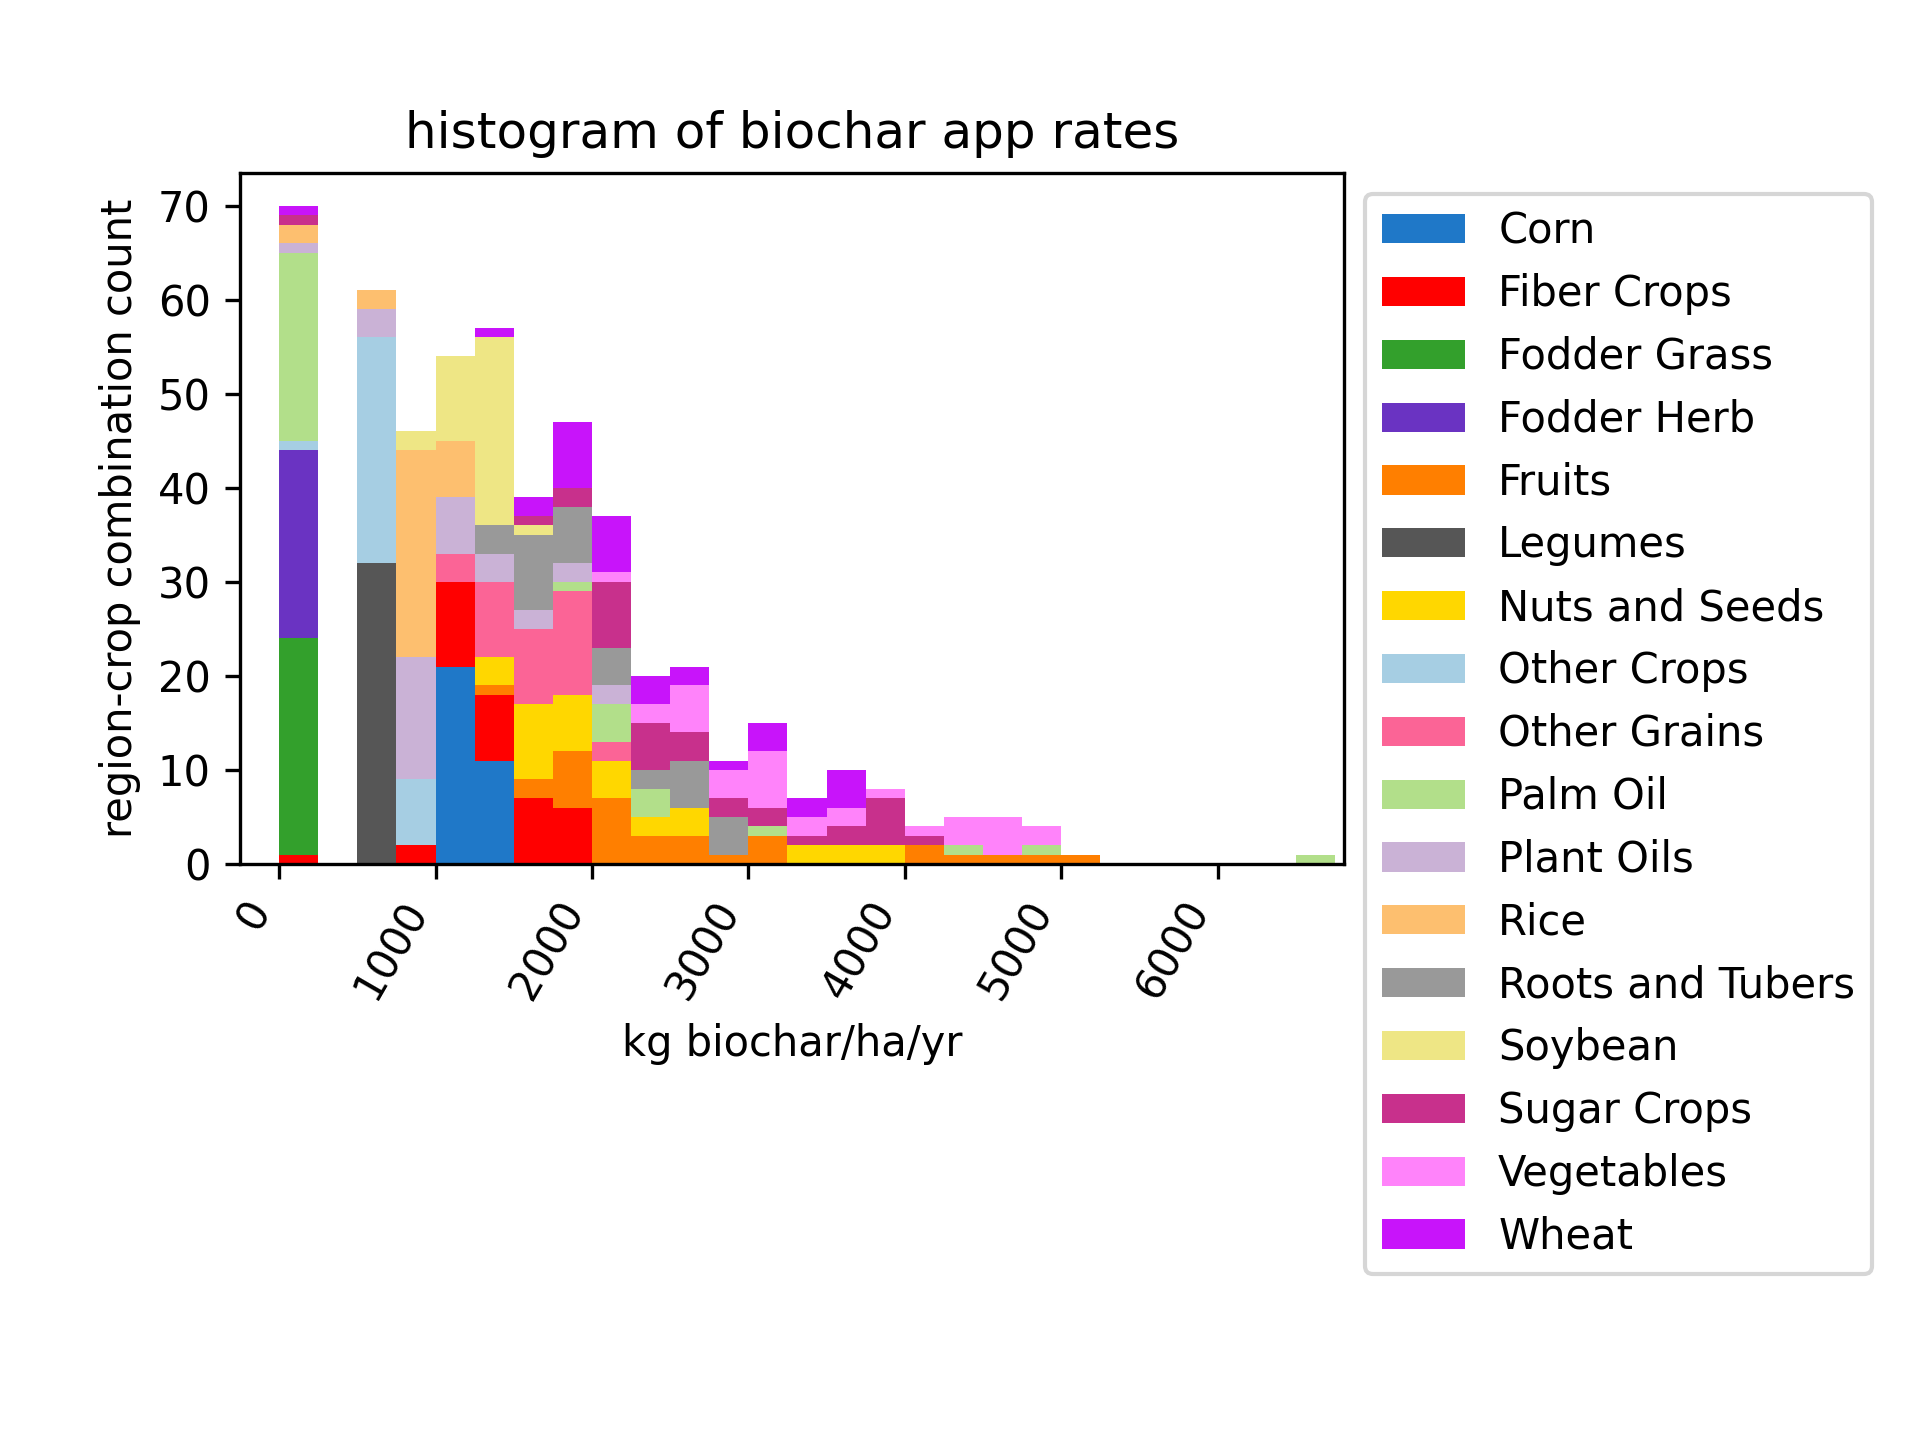 histogram of biochar app rates
region-crop combination count
70
60
50
40
30
20
10
0
0
1000
2000
3000
4000
5000
6000
kg biochar/ha/yr
Corn
Fiber Crops
Fodder Grass
Fodder Herb
Fruits
Legumes
Nuts and Seeds
Other Crops
Other Grains
Palm Oil
Plant Oils
Rice
Roots and Tubers
Soybean
Sugar Crops
Vegetables
Wheat